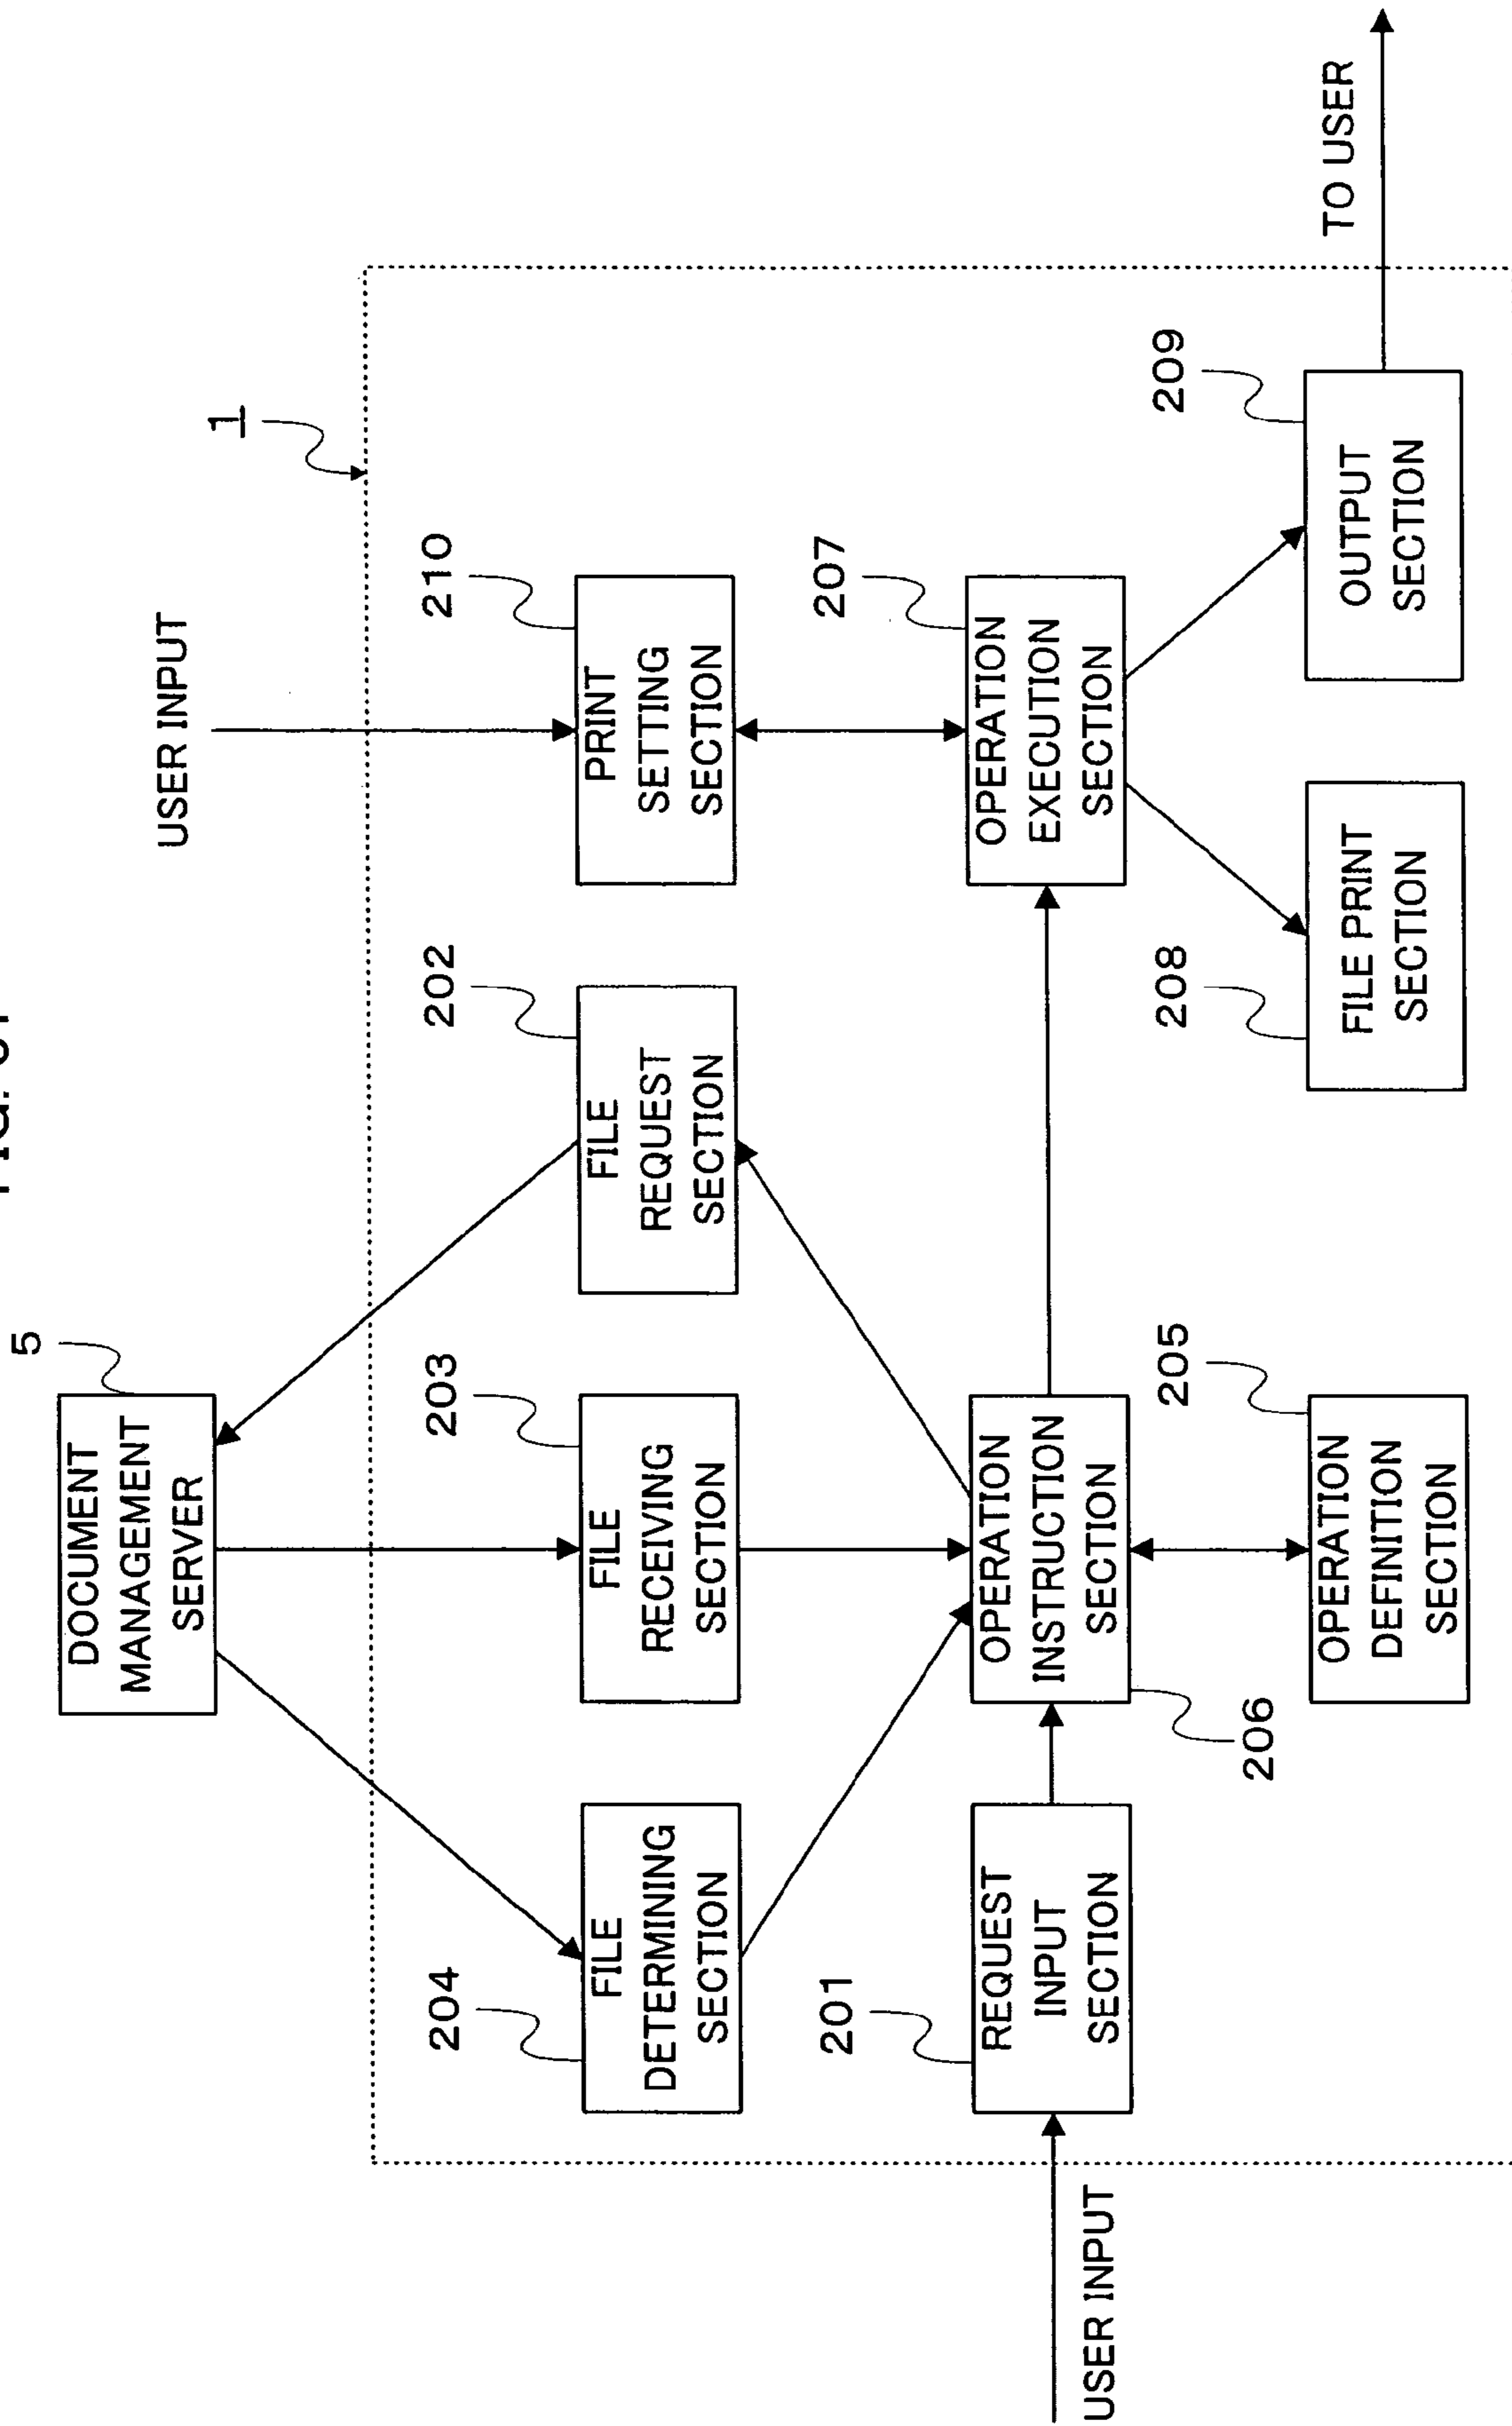 FIG.
5
DOCUMENT
MANAGEMENT
SERVER
USER INPUT
1
204
203
202
210
FILE
DETERMINING
SECTION
FILE
RECEIVING
SECTION
FILE
REQUEST
SECTION
PRINT
SETTING
SECTION
201
207
REQUEST
INPUT
SECTION
OPERATION
INSTRUCTION
SECTION
OPERATION
EXECUTION
SECTION
USER INPUT
206
205
208
209
OPERATION
DEFINITION
SECTION
FILE PRINT
SECTION
OUTPUT
SECTION
TO USER